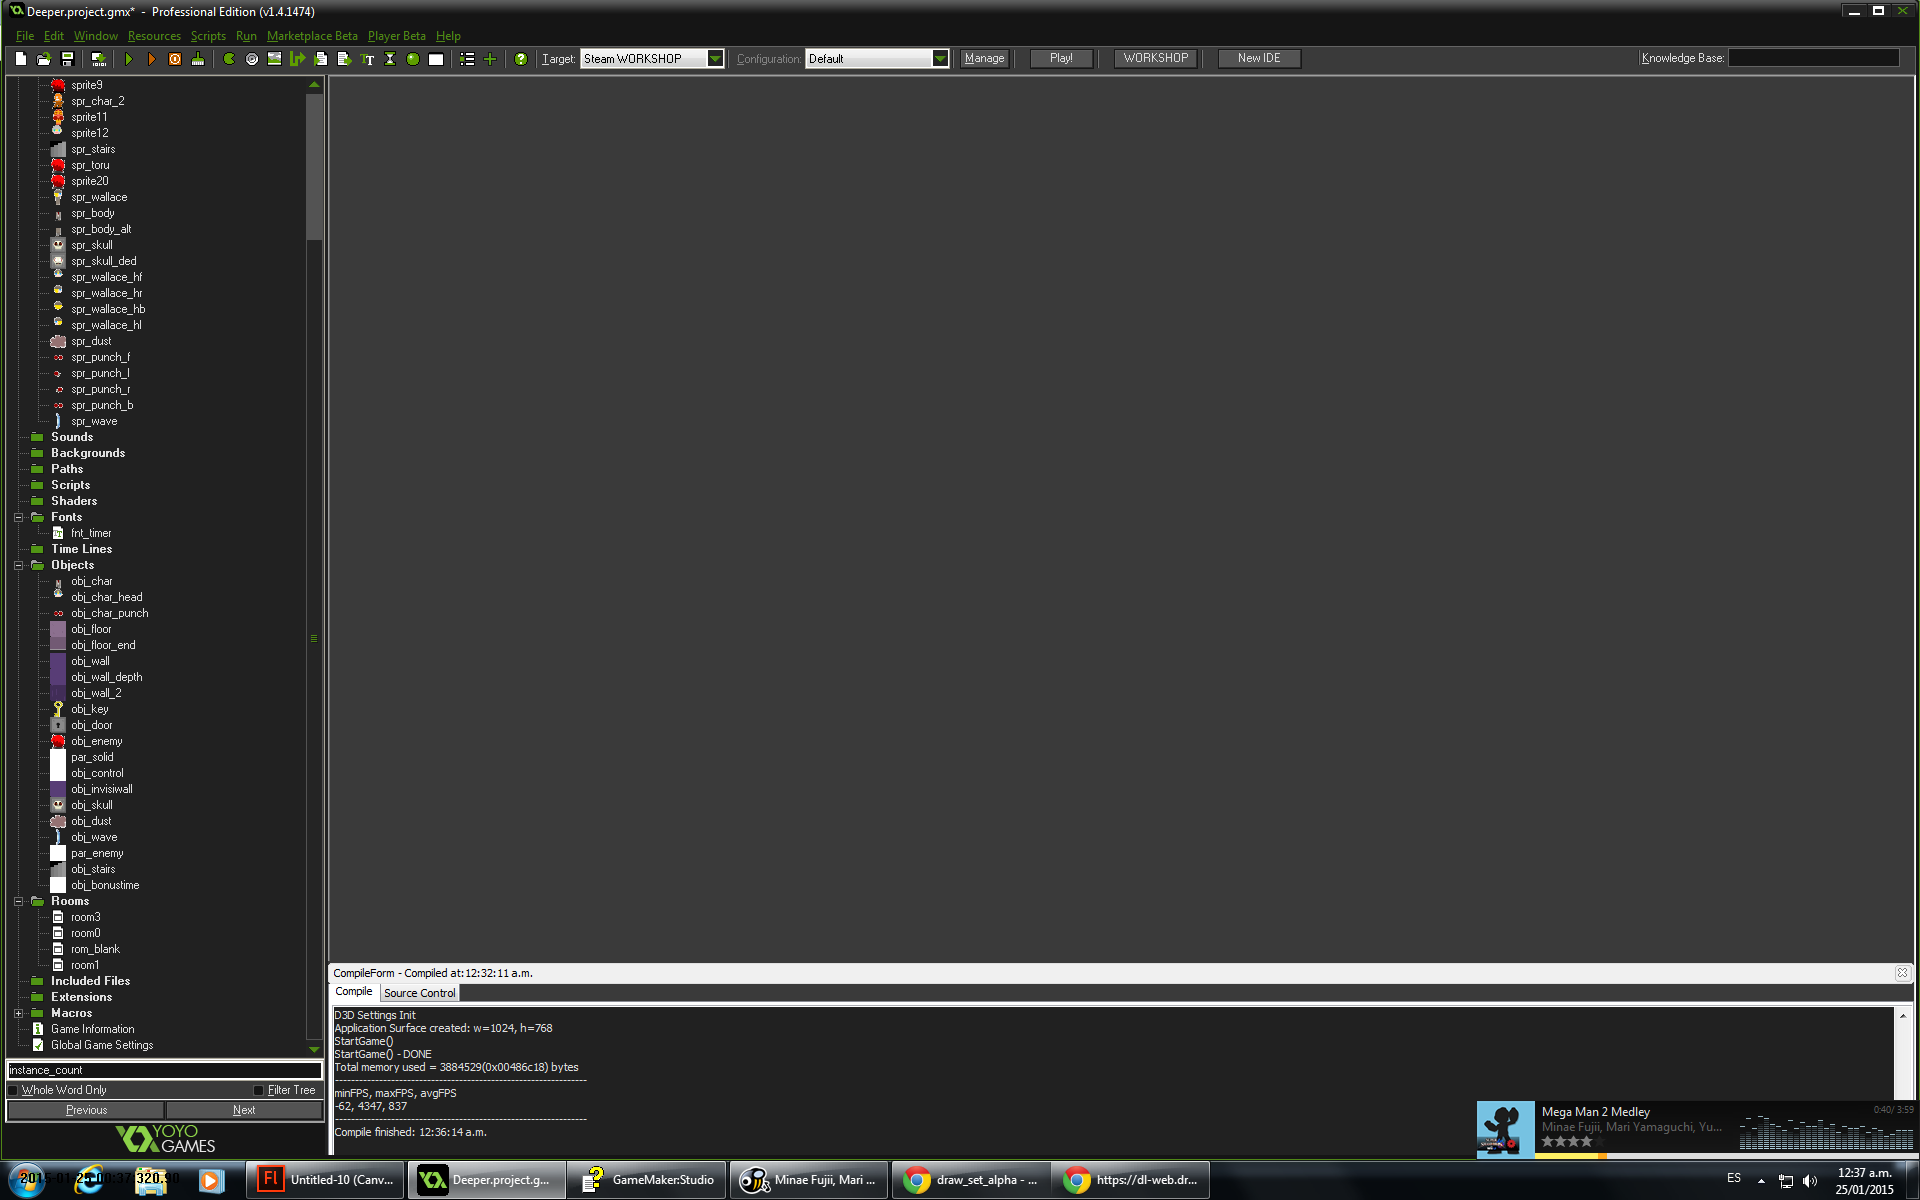 Deeper.project.gmx*  -  Professional Edition (v1.4.1474)
File Edit Window Resources Scripts Run Marketplace Beta Player Beta Help
Target: Steam WORKSHOP Configuration: Default Manage Play! WORKSHOP New IDE Knowledge Base:
sprite9
spr_char_2
sprite11
sprite12
spr_stairs
spr_toru
sprite20
spr_wallace
spr_body
spr_body_alt
spr_skull
spr_skull_ded
spr_wallace_hf
spr_wallace_hr
spr_wallace_hb
spr_wallace_hl
spr_dust
spr_punch_f
spr_punch_l
spr_punch_r
spr_punch_b
spr_wave
Sounds
Backgrounds
Paths
Scripts
Shaders
Fonts
fnt_timer
Time Lines
Objects
obj_char
obj_char_head
obj_char_punch
obj_floor
obj_floor_end
obj_wall
obj_wall_depth
obj_wall_2
obj_key
obj_door
obj_enemy
par_solid
obj_control
obj_invisiwall
obj_skull
obj_dust
obj_wave
par_enemy
obj_stairs
obj_bonustime
Rooms
room3
room0
rom_blank
room1
Included Files
Extensions
Macros
Game Information
Global Game Settings
instance_count
Whole Word Only Filter Tree
Previous Next
YOYO
GAMES
CompileForm - Compiled at:12:32:11 a.m.
Compile Source Control
D3D Settings Init
Application Surface created: w=1024, h=768
StartGame()
StartGame() - DONE
Total memory used = 3884529(0x00486c18) bytes
minFPS, maxFPS, avgFPS
-62, 4347, 837
Compile finished: 12:36:14 a.m.
Mega Man 2 Medley 0:40/ 3:59
Minae Fujii, Mari Yamaguchi, Yu...
2015-01-25 00:37:320.90
Fl Untitled-10 (Canv... Deeper.project.g... GameMaker:Studio Minae Fujii, Mari ... draw_set_alpha - ... https://dl-web.dr...
ES 12:37 a.m.
25/01/2015